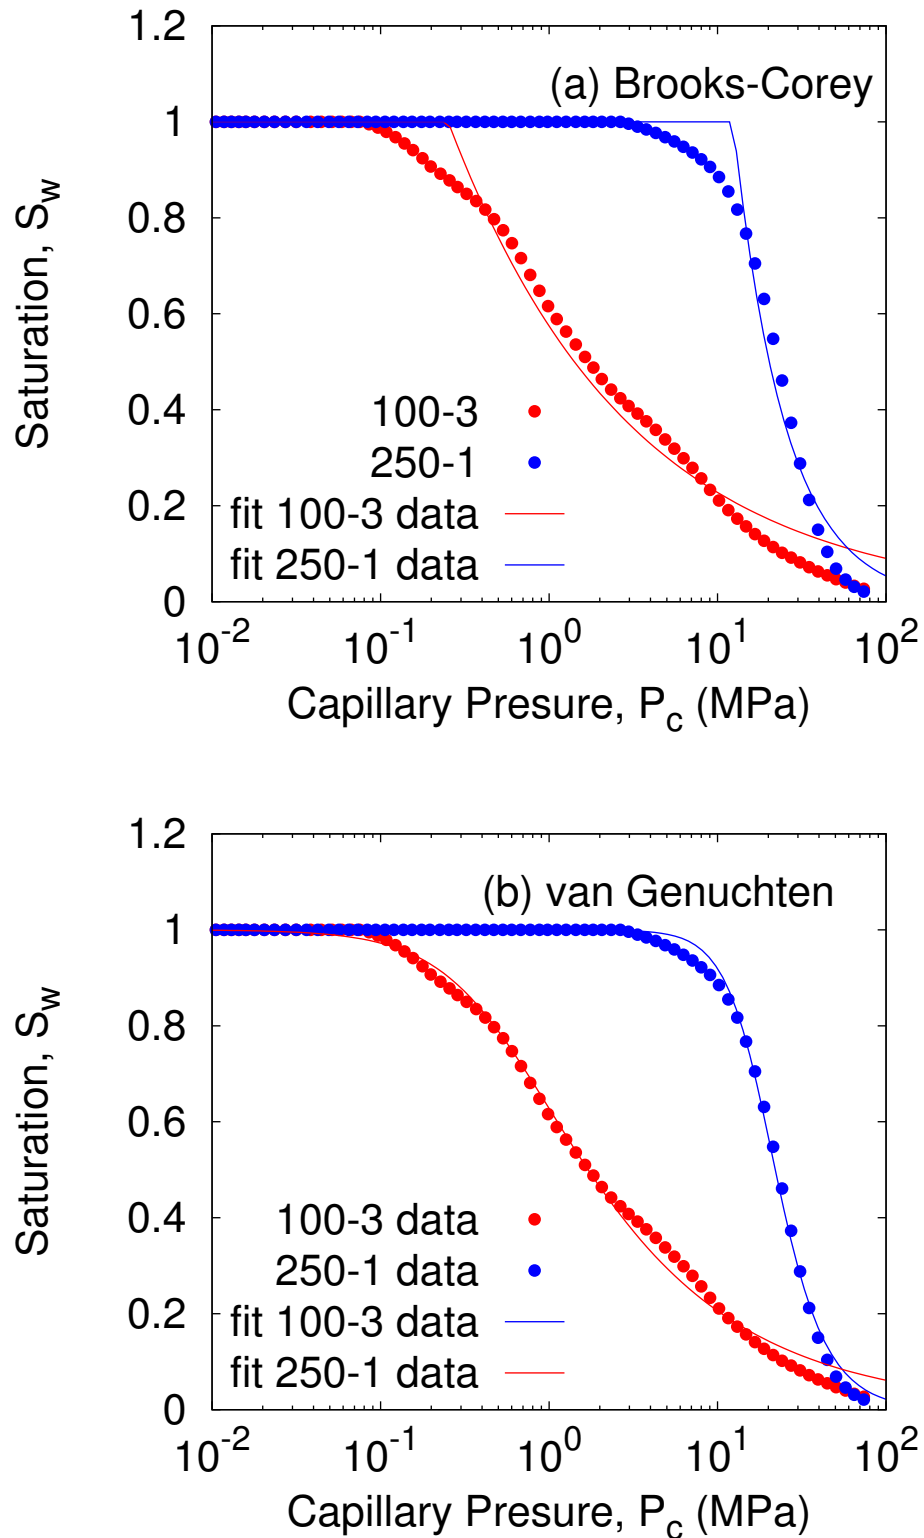 (a) Brooks-Corey
Saturation, S_w
1.2
1
0.8
0.6
0.4
0.2
0
100-3
250-1
fit 100-3 data
fit 250-1 data
10^-2
10^-1
10^0
10^1
10^2
Capillary Presure, P_c (MPa)
(b) van Genuchten
Saturation, S_w
1.2
1
0.8
0.6
0.4
0.2
0
100-3 data
250-1 data
fit 100-3 data
fit 250-1 data
10^-2
10^-1
10^0
10^1
10^2
Capillary Presure, P_c (MPa)